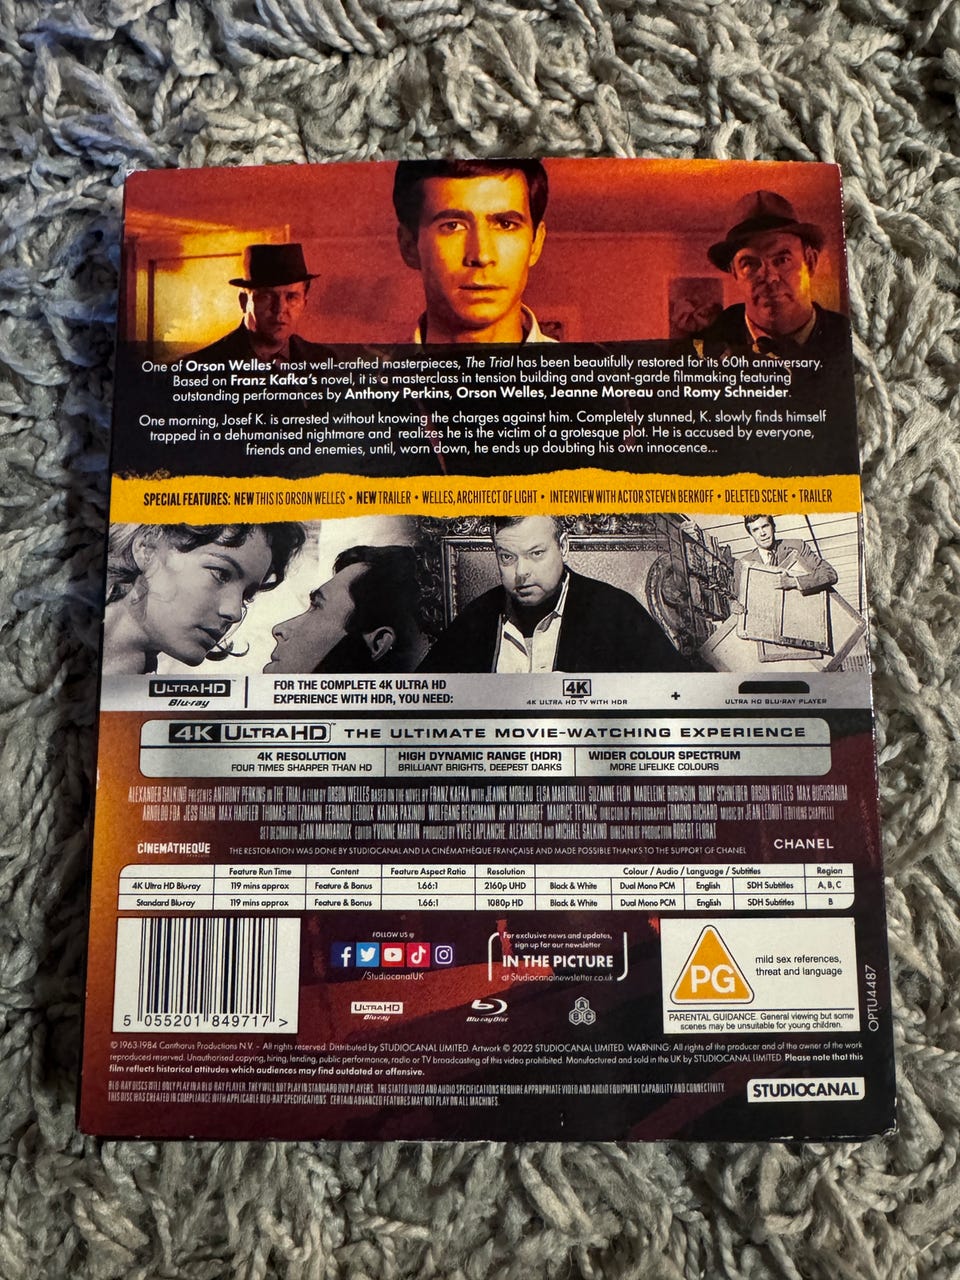 One of Orson Welles' most well-crafted masterpieces, The Trial has been beautifully restored for its 60th anniversary.
Based on Franz Kafka's novel, it is a masterclass in tension building and avant-garde filmmaking featuring
outstanding performances by Anthony Perkins, Orson Welles, Jeanne Moreau and Romy Schneider.
One morning, Josef K. is arrested without knowing the charges against him. Completely stunned, K. slowly finds himself
trapped in a dehumanised nightmare and realizes he is the victim of a grotesque plot. He is accused by everyone,
friends and enemies, until, worn down, he ends up doubting his own innocence...
SPECIAL FEATURES: NEW THIS IS ORSON WELLES • NEW TRAILER • WELLES, ARCHITECT OF LIGHT • INTERVIEW WITH ACTOR STEVEN BERKOFF • DELETED SCENE • TRAILER
ULTRA HD Blu-ray
FOR THE COMPLETE 4K ULTRA HD
EXPERIENCE WITH HDR, YOU NEED:
4K
4K ULTRA HD TV WITH HDR
+
ULTRA HD BLU-RAY PLAYER
4K ULTRA HD THE ULTIMATE MOVIE-WATCHING EXPERIENCE
4K RESOLUTION
FOUR TIMES SHARPER THAN HD
HIGH DYNAMIC RANGE (HDR)
BRILLIANT BRIGHTS, DEEPEST DARKS
WIDER COLOUR SPECTRUM
MORE LIFELIKE COLOURS
ALEXANDER SALKIND PRESENTS ANTHONY PERKINS IN THE TRIAL A FILM BY ORSON WELLES BASED ON THE NOVEL BY FRANZ KAFKA WITH JEANNE MOREAU ELSA MARTINELLI SUZANNE FLON MADELEINE ROBINSON ROMY SCHNEIDER ORSON WELLES MAX BUCHSBAUM
ARNOLDO FOA JESS HAHN MAX HAUFLER THOMAS HOLTZMANN FERNAND LEDOUX KATINA PAXINOU WOLFGANG REICHMANN AKIM TAMIROFF MAURICE TEYNAC DIRECTOR OF PHOTOGRAPHY EDMOND RICHARD MUSIC BY JEAN LEDRUT (EDITIONS CHAPPELL)
SET DECORATION JEAN MANDAROUX EDITOR YVONNE MARTIN PRODUCED BY YVES LAPLANCHE, ALEXANDER AND MICHAEL SALKIND DIRECTOR OF PRODUCTION ROBERT FLORAT
CINEMATHEQUE FRANÇAISE
THE RESTORATION WAS DONE BY STUDIOCANAL AND LA CINÉMATHÈQUE FRANÇAISE AND MADE POSSIBLE THANKS TO THE SUPPORT OF CHANEL
CHANEL
Feature Run Time Content Feature Aspect Ratio Resolution Colour / Audio / Language / Subtitles Region
4K Ultra HD Blu-ray 119 mins approx Feature & Bonus 1.66:1 2160p UHD Black & White Dual Mono PCM English SDH Subtitles A, B, C
Standard Blu-ray 119 mins approx Feature & Bonus 1.66:1 1080p HD Black & White Dual Mono PCM English SDH Subtitles B
5 055201 849717 >
FOLLOW US @
/StudiocanalUK
For exclusive news and updates,
sign up for our newsletter
IN THE PICTURE
at Studiocanalnewsletter.co.uk
ULTRA HD Blu-ray
Blu-ray Disc
A B C
PG
mild sex references,
threat and language
PARENTAL GUIDANCE. General viewing but some
scenes may be unsuitable for young children.
OPTU4487
© 1963-1984 Cantharus Productions N.V. – All rights reserved. Distributed by STUDIOCANAL LIMITED. Artwork © 2022 STUDIOCANAL LIMITED. WARNING: All rights of the producer and of the owner of the work
reproduced reserved. Unauthorised copying, hiring, lending, public performance, radio or TV broadcasting of this video prohibited. Manufactured and sold in the UK by STUDIOCANAL LIMITED. Please note that this
film reflects historical attitudes which audiences may find outdated or offensive.
BLU-RAY DISCS WILL ONLY PLAY IN A BLU-RAY PLAYER. THEY WILL NOT PLAY IN STANDARD DVD PLAYERS. THE STATED VIDEO AND AUDIO SPECIFICATIONS REQUIRE APPROPRIATE VIDEO AND AUDIO EQUIPMENT CAPABILITY AND CONNECTIVITY.
THIS DISC WAS CREATED IN COMPLIANCE WITH APPLICABLE BLU-RAY SPECIFICATIONS. CERTAIN ADVANCED FEATURES MAY NOT PLAY ON ALL MACHINES.
STUDIOCANAL